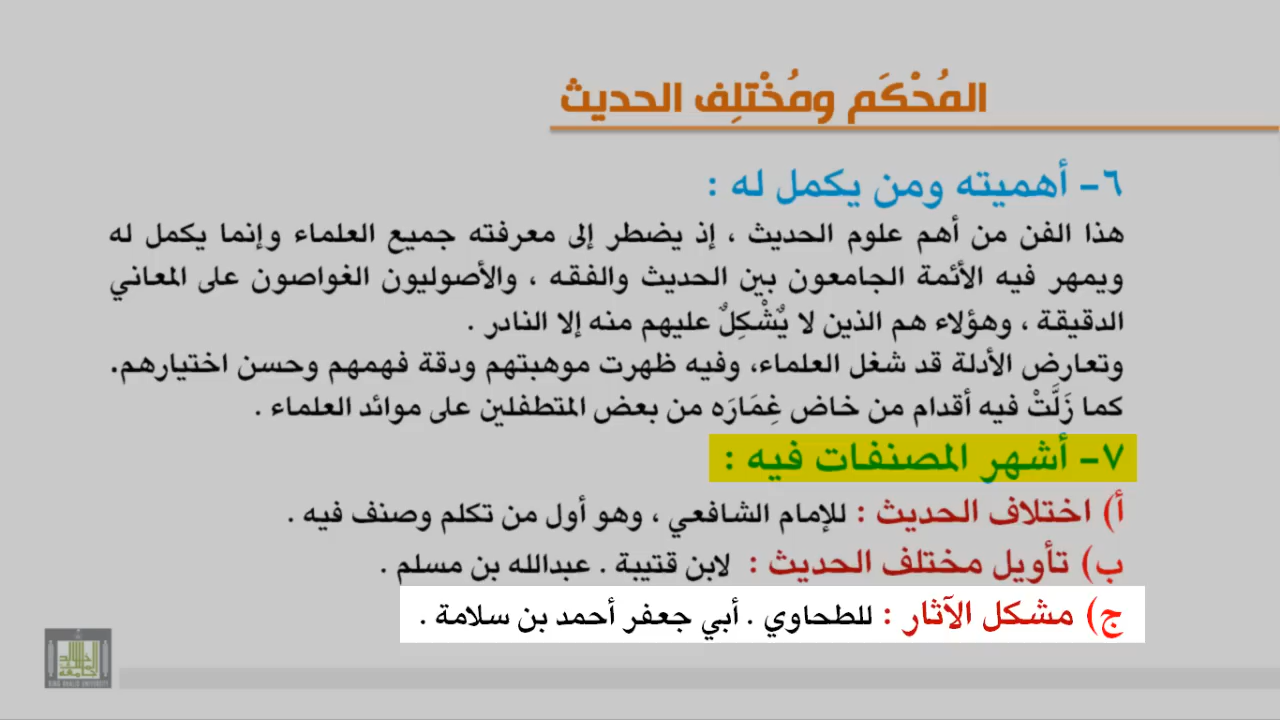 المُحْكَم ومُخْتلِف الحديث
٦- أهميته ومن يكمل له :
هذا الفن من أهم علوم الحديث ، إذ يضطر إلى معرفته جميع العلماء وإنما يكمل له
ويمهر فيه الأئمة الجامعون بين الحديث والفقه ، والأصوليون الغواصون على المعاني
الدقيقة ، وهؤلاء هم الذين لا يُشْكِلٌ عليهم منه إلا النادر .
وتعارض الأدلة قد شغل العلماء، وفيه ظهرت موهبتهم ودقة فهمهم وحسن اختيارهم.
كما زَلَّتْ فيه أقدام من خاض غِمَارَه من بعض المتطفلين على موائد العلماء .
٧- أشهر المصنفات فيه :
أ) اختلاف الحديث : للإمام الشافعي ، وهو أول من تكلم وصنف فيه .
ب) تأويل مختلف الحديث : لابن قتيبة . عبدالله بن مسلم .
ج) مشكل الآثار : للطحاوي . أبي جعفر أحمد بن سلامة .
KING KHALID UNIVERSITY